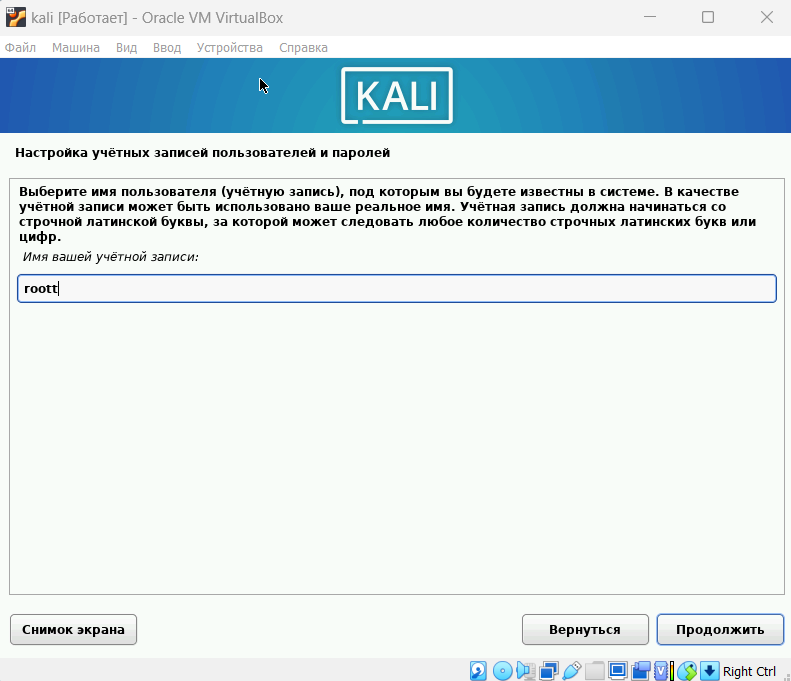 kali [Работает] - Oracle VM VirtualBox
Файл Машина Вид Ввод Устройства Справка
KALI
Настройка учётных записей пользователей и паролей
Выберите имя пользователя (учётную запись), под которым вы будете известны в системе. В качестве
учётной записи может быть использовано ваше реальное имя. Учётная запись должна начинаться со
строчной латинской буквы, за которой может следовать любое количество строчных латинских букв или
цифр.
Имя вашей учётной записи:
roott
Снимок экрана Вернуться Продолжить
Right Ctrl